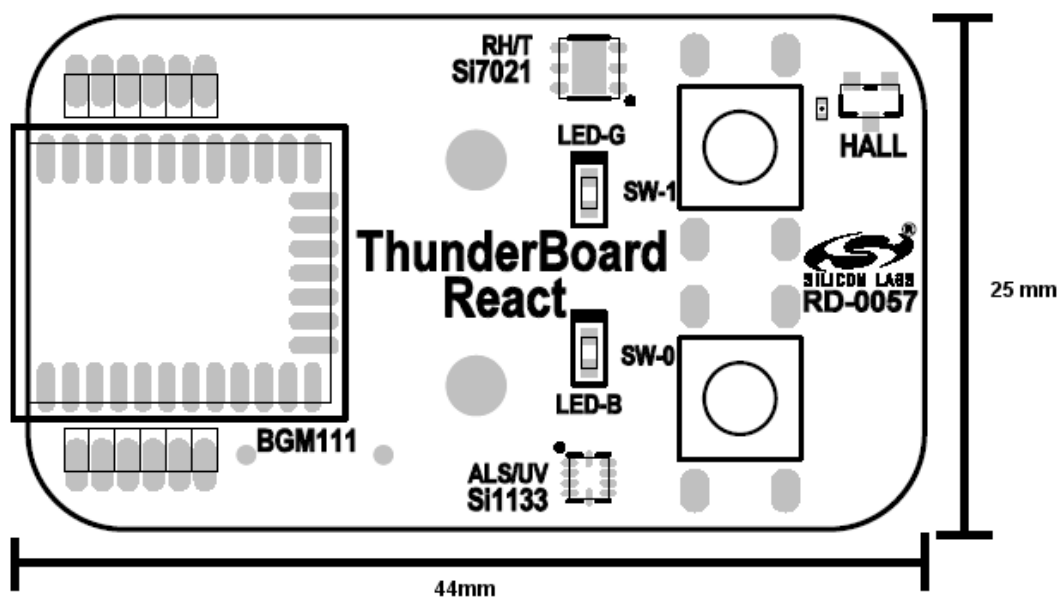 RH/T
Si7021
LED-G
SW-1
HALL
ThunderBoard
React
®
SILICON LABS
RD-0057
25 mm
SW-0
LED-B
BGM111
ALS/UV
Si1133
44mm